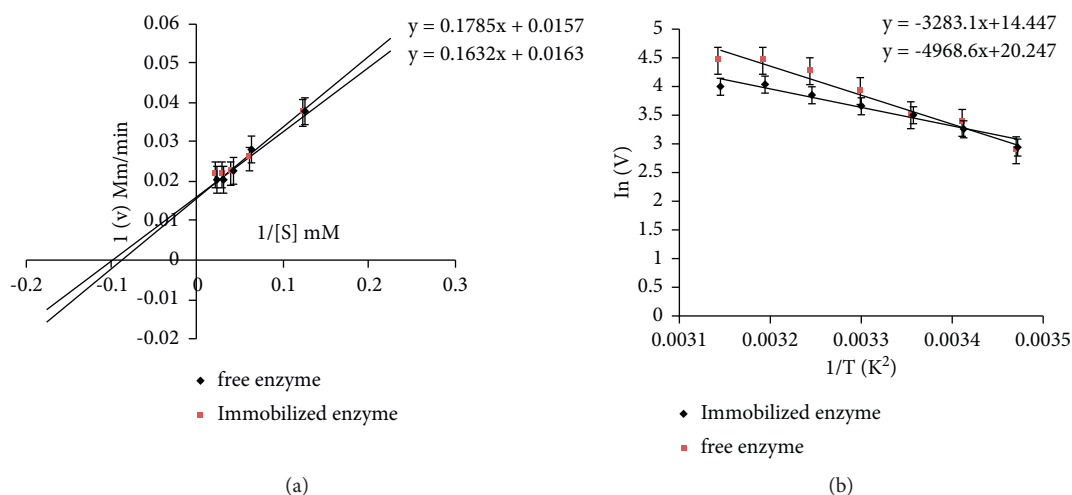 0.06
0.05
0.04
0.03
0.02
0.01
0
-0.01
-0.02
-0.2
-0.1
0
0.1
0.2
0.3
1 (v) Mm/min
1/[S] mM
y = 0.1785x + 0.0157
y = 0.1632x + 0.0163
free enzyme
Immobilized enzyme
(a)
y = -3283.1x+14.447
y = -4968.6x+20.247
5
4.5
4
3.5
3
2.5
2
1.5
1
0.5
0
In (V)
0.0031
0.0032
0.0033
0.0034
0.0035
1/T (K²)
Immobilized enzyme
free enzyme
(b)